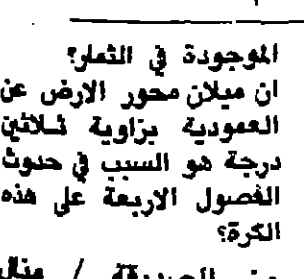 الموجودة في الثمار؟
ان ميلان محور الارض عن
العمودية بزاوية ثلاثين
درجة هو السبب في حدوث
الفصول الاربعة على هذه
الكرة؟
/ منال